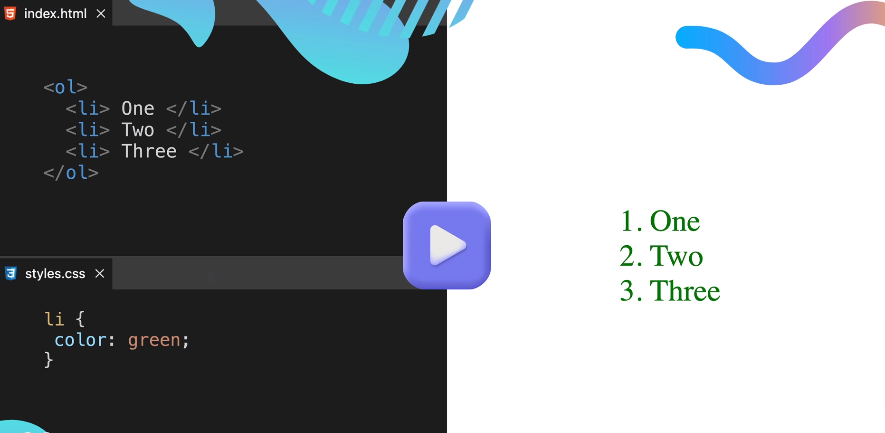 index.html
<ol>
<li> One </li>
<li> Two </li>
<li> Three </li>
</ol>
styles.css
li {
color: green;
}
1. One
2. Two
3. Three